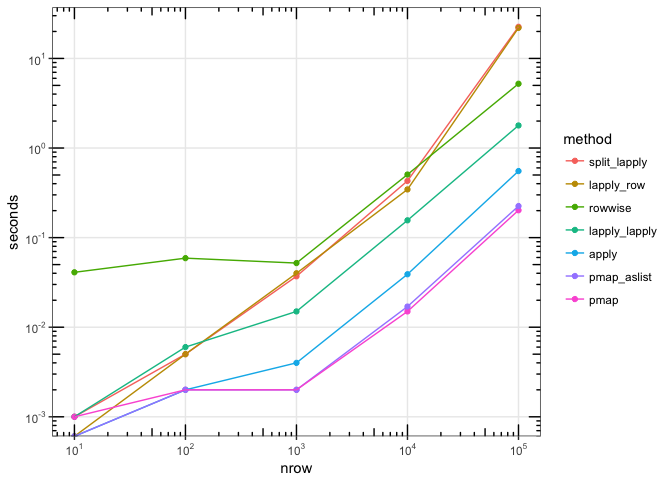 10¹
10⁰
10⁻¹
10⁻²
10⁻³
seconds
10¹ 10² 10³ 10⁴ 10⁵
nrow
method
split_lapply
lapply_row
rowwise
lapply_lapply
apply
pmap_aslist
pmap